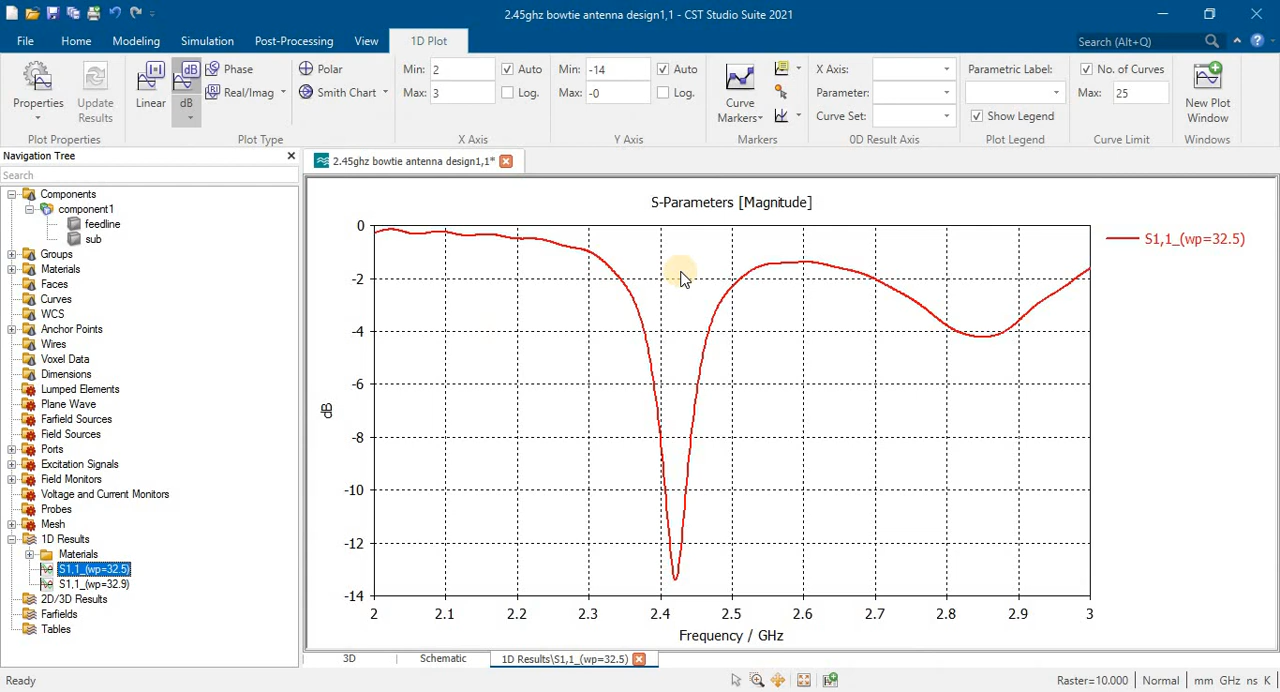 2.45ghz bowtie antenna design1,1 - CST Studio Suite 2021
File Home Modeling Simulation Post-Processing View 1D Plot Search (Alt+Q)
Properties Update Results
Plot Properties
Linear dB Phase Real/Imag Polar Smith Chart
Plot Type
Min: 2 Auto
Max: 3 Log.
X Axis
Min: -14 Auto
Max: -0 Log.
Y Axis
Curve Markers
Markers
X Axis:
Parameter:
Curve Set:
0D Result Axis
Parametric Label:
Show Legend
Plot Legend
No. of Curves
Max: 25
Curve Limit
New Plot Window
Windows
Navigation Tree
Search
Components
component1
feedline
sub
Groups
Materials
Faces
Curves
WCS
Anchor Points
Wires
Voxel Data
Dimensions
Lumped Elements
Plane Wave
Farfield Sources
Field Sources
Ports
Excitation Signals
Field Monitors
Voltage and Current Monitors
Probes
Mesh
1D Results
Materials
S1,1_(wp=32.5)
S1,1_(wp=32.9)
2D/3D Results
Farfields
Tables
2.45ghz bowtie antenna design1,1*
S-Parameters [Magnitude]
S1,1_(wp=32.5)
0
-2
-4
-6
-8
-10
-12
-14
dB
2 2.1 2.2 2.3 2.4 2.5 2.6 2.7 2.8 2.9 3
Frequency / GHz
3D Schematic 1D Results\S1,1_(wp=32.5)
Ready Raster=10.000 Normal mm GHz ns K